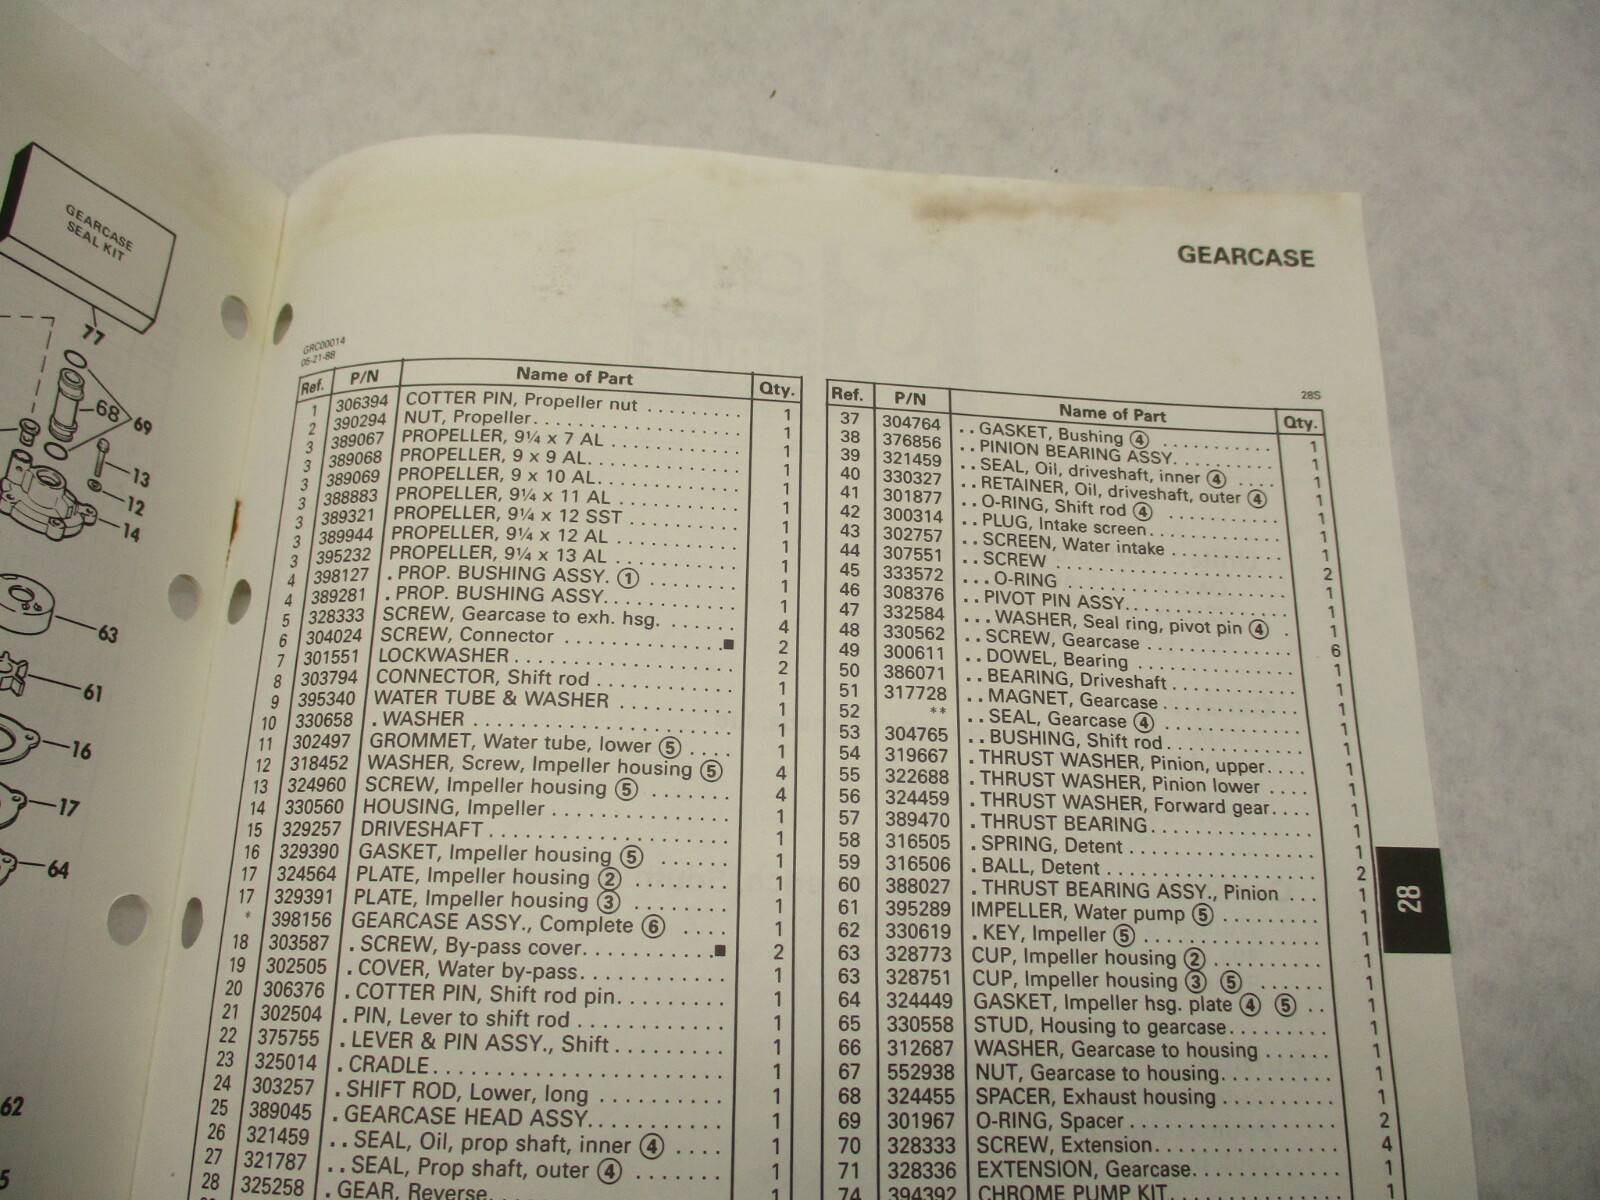 GEARCASE
SEAL KIT
77
68
69
13
12
14
63
61
16
17
64
62
5
GEARCASE
GRC00014
05-21-88
Ref. P/N Name of Part Qty.
1 306394 COTTER PIN, Propeller nut ......... 1
2 390294 NUT, Propeller................... 1
3 389067 PROPELLER, 9¼ x 7 AL ............ 1
3 389068 PROPELLER, 9 x 9 AL.............. 1
3 389069 PROPELLER, 9 x 10 AL............. 1
3 388883 PROPELLER, 9¼ x 11 AL ........... 1
3 389321 PROPELLER, 9¼ x 12 SST .......... 1
3 389944 PROPELLER, 9¼ x 12 AL ........... 1
3 395232 PROPELLER, 9¼ x 13 AL ........... 1
4 398127 . PROP. BUSHING ASSY. ① ......... 1
4 389281 . PROP. BUSHING ASSY............. 1
5 328333 SCREW, Gearcase to exh. hsg. ....... 4
6 304024 SCREW, Connector ..............■ 2
7 301551 LOCKWASHER .................... 2
8 303794 CONNECTOR, Shift rod ............ 1
9 395340 WATER TUBE & WASHER .......... 1
10 330658 . WASHER ....................... 1
11 302497 GROMMET, Water tube, lower ⑤ .... 1
12 318452 WASHER, Screw, Impeller housing ⑤ 4
13 324960 SCREW, Impeller housing ⑤ ....... 4
14 330560 HOUSING, Impeller ................ 1
15 329257 DRIVESHAFT ..................... 1
16 329390 GASKET, Impeller housing ⑤ ...... 1
17 324564 PLATE, Impeller housing ② ........ 1
17 329391 PLATE, Impeller housing ③ ........ 1
* 398156 GEARCASE ASSY., Complete ⑥ .... 1
18 303587 . SCREW, By-pass cover...........■ 2
19 302505 . COVER, Water by-pass............ 1
20 306376 . COTTER PIN, Shift rod pin......... 1
21 302504 . PIN, Lever to shift rod ............ 1
22 375755 . LEVER & PIN ASSY., Shift ......... 1
23 325014 . CRADLE........................ 1
24 303257 . SHIFT ROD, Lower, long .......... 1
25 389045 . GEARCASE HEAD ASSY........... 1
26 321459 . . SEAL, Oil, prop shaft, inner ④ .... 1
27 321787 . . SEAL, Prop shaft, outer ④ ....... 1
28 325258 . GEAR, Reverse.................. 1
28S
Ref. P/N Name of Part Qty.
37 304764 . . GASKET, Bushing ④ ........... 1
38 376856 . . PINION BEARING ASSY.......... 1
39 321459 . . SEAL, Oil, driveshaft, inner ④ .... 1
40 330327 . . RETAINER, Oil, driveshaft, outer ④ 1
41 301877 . . O-RING, Shift rod ④ ........... 1
42 300314 . . PLUG, Intake screen............. 1
43 302757 . . SCREEN, Water intake ........... 1
44 307551 . . SCREW ....................... 2
45 333572 . . . O-RING ..................... 1
46 308376 . . PIVOT PIN ASSY................ 1
47 332584 . . . WASHER, Seal ring, pivot pin ④ . 1
48 330562 . . SCREW, Gearcase .............. 6
49 300611 . . DOWEL, Bearing ............... 1
50 386071 . . BEARING, Driveshaft ............ 1
51 317728 . . MAGNET, Gearcase ............. 1
52 ** . . SEAL, Gearcase ④ ............. 1
53 304765 . . BUSHING, Shift rod............. 1
54 319667 . THRUST WASHER, Pinion, upper.... 1
55 322688 . THRUST WASHER, Pinion lower .... 1
56 324459 . THRUST WASHER, Forward gear.... 1
57 389470 . THRUST BEARING............... 1
58 316505 . SPRING, Detent ................. 1
59 316506 . BALL, Detent ................... 2
60 388027 . THRUST BEARING ASSY., Pinion ... 1
61 395289 IMPELLER, Water pump ⑤ ......... 1
62 330619 . KEY, Impeller ⑤ ................ 1
63 328773 CUP, Impeller housing ② .......... 1
63 328751 CUP, Impeller housing ③ ⑤ ...... 1
64 324449 GASKET, Impeller hsg. plate ④ ⑤ .. 1
65 330558 STUD, Housing to gearcase......... 1
66 312687 WASHER, Gearcase to housing ...... 1
67 552938 NUT, Gearcase to housing.......... 1
68 324455 SPACER, Exhaust housing .......... 1
69 301967 O-RING, Spacer .................. 2
70 328333 SCREW, Extension................ 4
71 328336 EXTENSION, Gearcase............. 1
74 394392 CHROME PUMP KIT............... 1
28